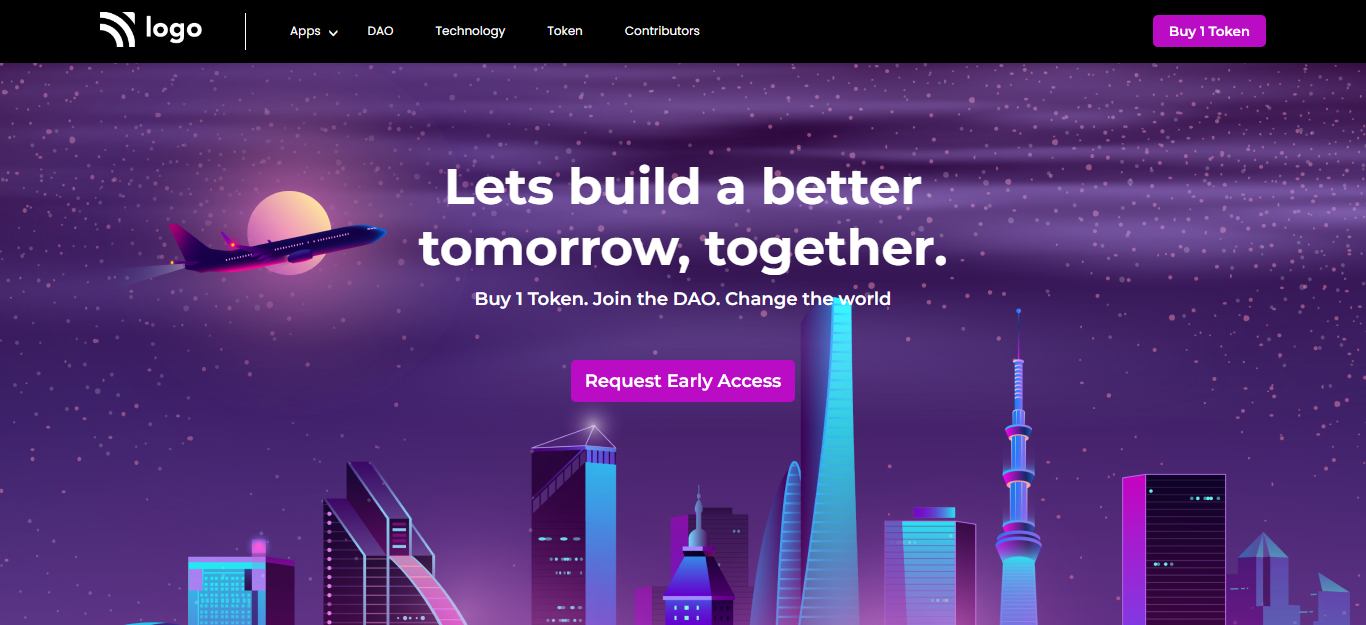 logo
Apps
DAO
Technology
Token
Contributors
Buy 1 Token
Lets build a better
tomorrow, together.
Buy 1 Token. Join the DAO. Change the world
Request Early Access